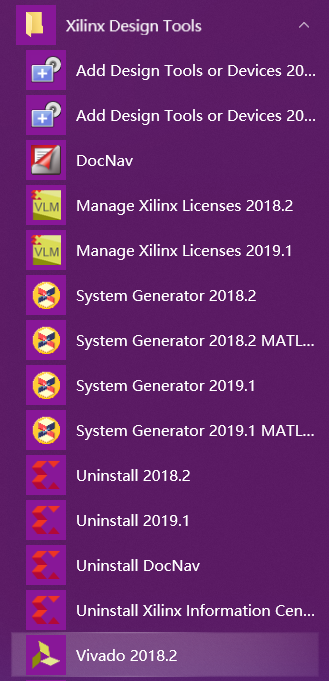 Xilinx Design Tools
Add Design Tools or Devices 20...
Add Design Tools or Devices 20...
DocNav
VLM
Manage Xilinx Licenses 2018.2
VLM
Manage Xilinx Licenses 2019.1
System Generator 2018.2
System Generator 2018.2 MATL...
System Generator 2019.1
System Generator 2019.1 MATL...
Uninstall 2018.2
Uninstall 2019.1
Uninstall DocNav
Uninstall Xilinx Information Cen...
Vivado 2018.2